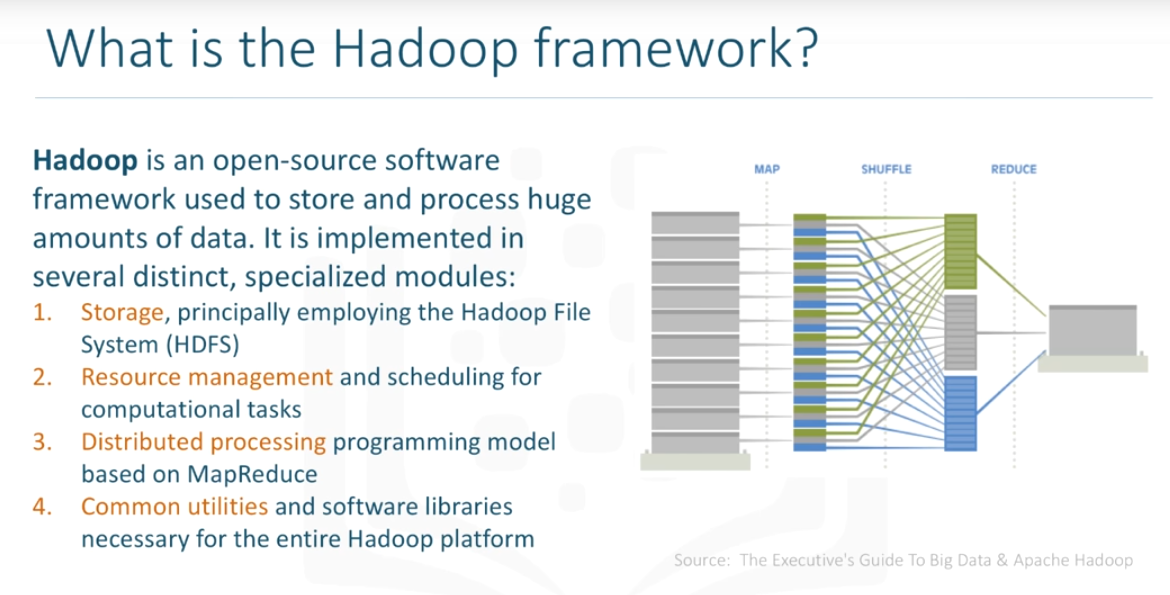 What is the Hadoop framework?
Hadoop is an open-source software
framework used to store and process huge
amounts of data. It is implemented in
several distinct, specialized modules:
1. Storage, principally employing the Hadoop File
System (HDFS)
2. Resource management and scheduling for
computational tasks
3. Distributed processing programming model
based on MapReduce
4. Common utilities and software libraries
necessary for the entire Hadoop platform
MAP SHUFFLE REDUCE
Source: The Executive's Guide To Big Data & Apache Hadoop